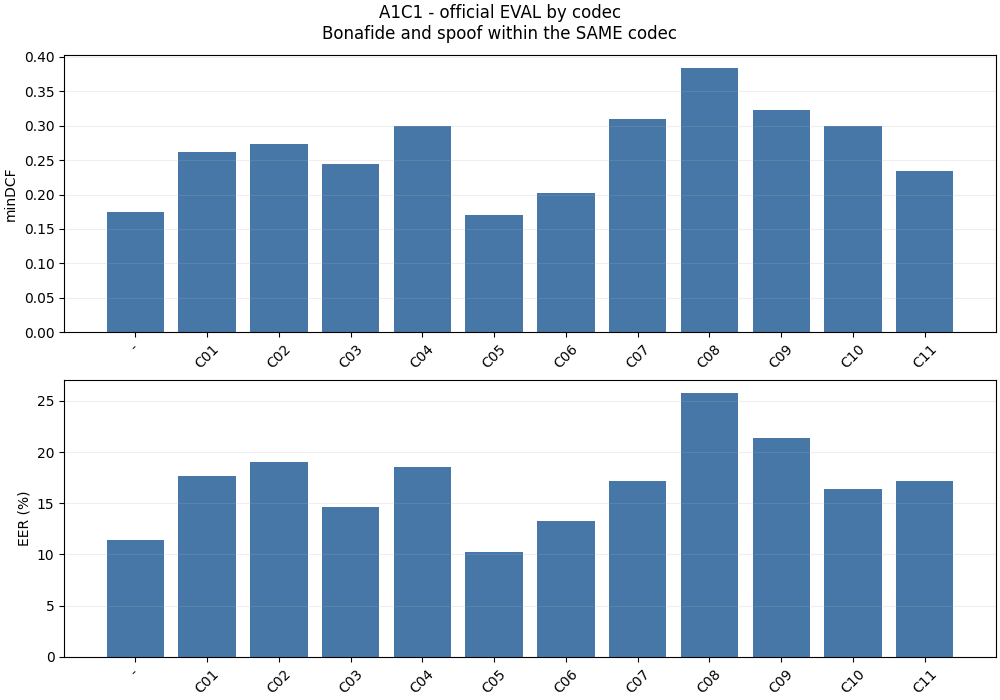 A1C1 - official EVAL by codec
Bonafide and spoof within the SAME codec
minDCF
0.40
0.35
0.30
0.25
0.20
0.15
0.10
0.05
0.00
- C01 C02 C03 C04 C05 C06 C07 C08 C09 C10 C11
EER (%)
25
20
15
10
5
0
- C01 C02 C03 C04 C05 C06 C07 C08 C09 C10 C11